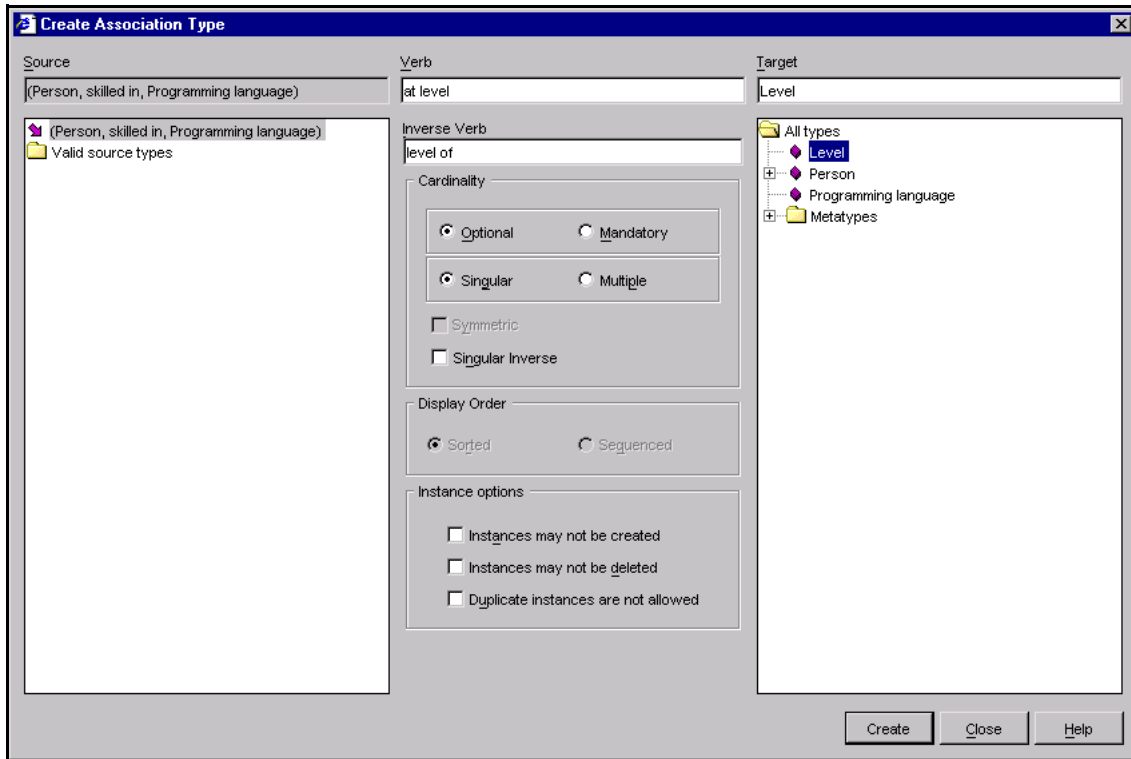 Create Association Type
Source
Verb
Target
(Person, skilled in, Programming language)
at level
Level
(Person, skilled in, Programming language)
Valid source types
Inverse Verb
level of
Cardinality
Optional
Mandatory
Singular
Multiple
Symmetric
Singular Inverse
Display Order
Sorted
Sequenced
Instance options
Instances may not be created
Instances may not be deleted
Duplicate instances are not allowed
All types
Level
Person
Programming language
Metatypes
Create
Close
Help